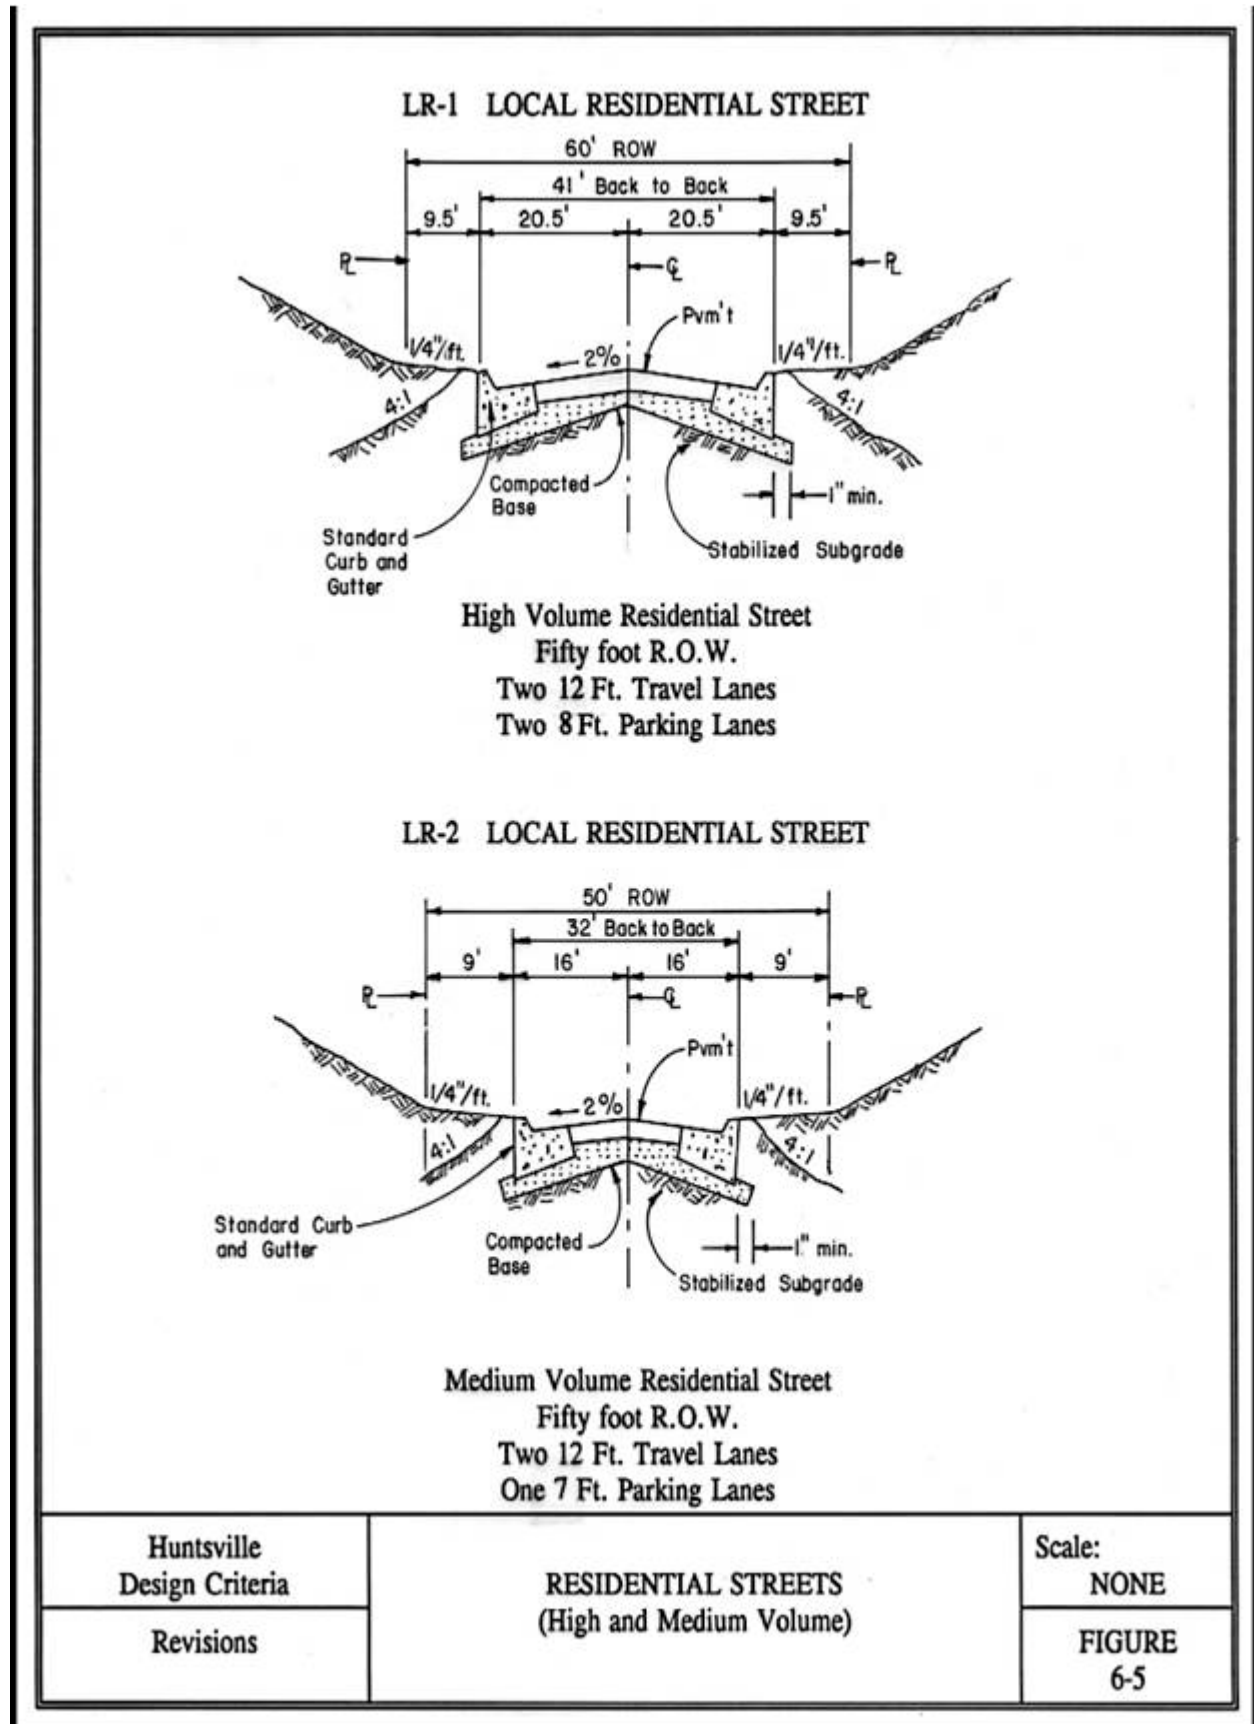 LR-1 LOCAL RESIDENTIAL STREET
60' ROW
41' Back to Back
9.5' 20.5' 20.5' 9.5'
PL CL PL
Pvm't
1/4"/ft. 2% 1/4"/ft.
4:1 4:1
Compacted
Base
1" min.
Standard
Curb and
Gutter
Stabilized Subgrade
High Volume Residential Street
Fifty foot R.O.W.
Two 12 Ft. Travel Lanes
Two 8 Ft. Parking Lanes
LR-2 LOCAL RESIDENTIAL STREET
50' ROW
32' Back to Back
9' 16' 16' 9'
PL CL PL
Pvm't
1/4"/ft. 2% 1/4"/ft.
4:1 4:1
Standard Curb
and Gutter
Compacted
Base
1" min.
Stabilized Subgrade
Medium Volume Residential Street
Fifty foot R.O.W.
Two 12 Ft. Travel Lanes
One 7 Ft. Parking Lanes
Huntsville
Design Criteria
Revisions
RESIDENTIAL STREETS
(High and Medium Volume)
Scale:
NONE
FIGURE
6-5